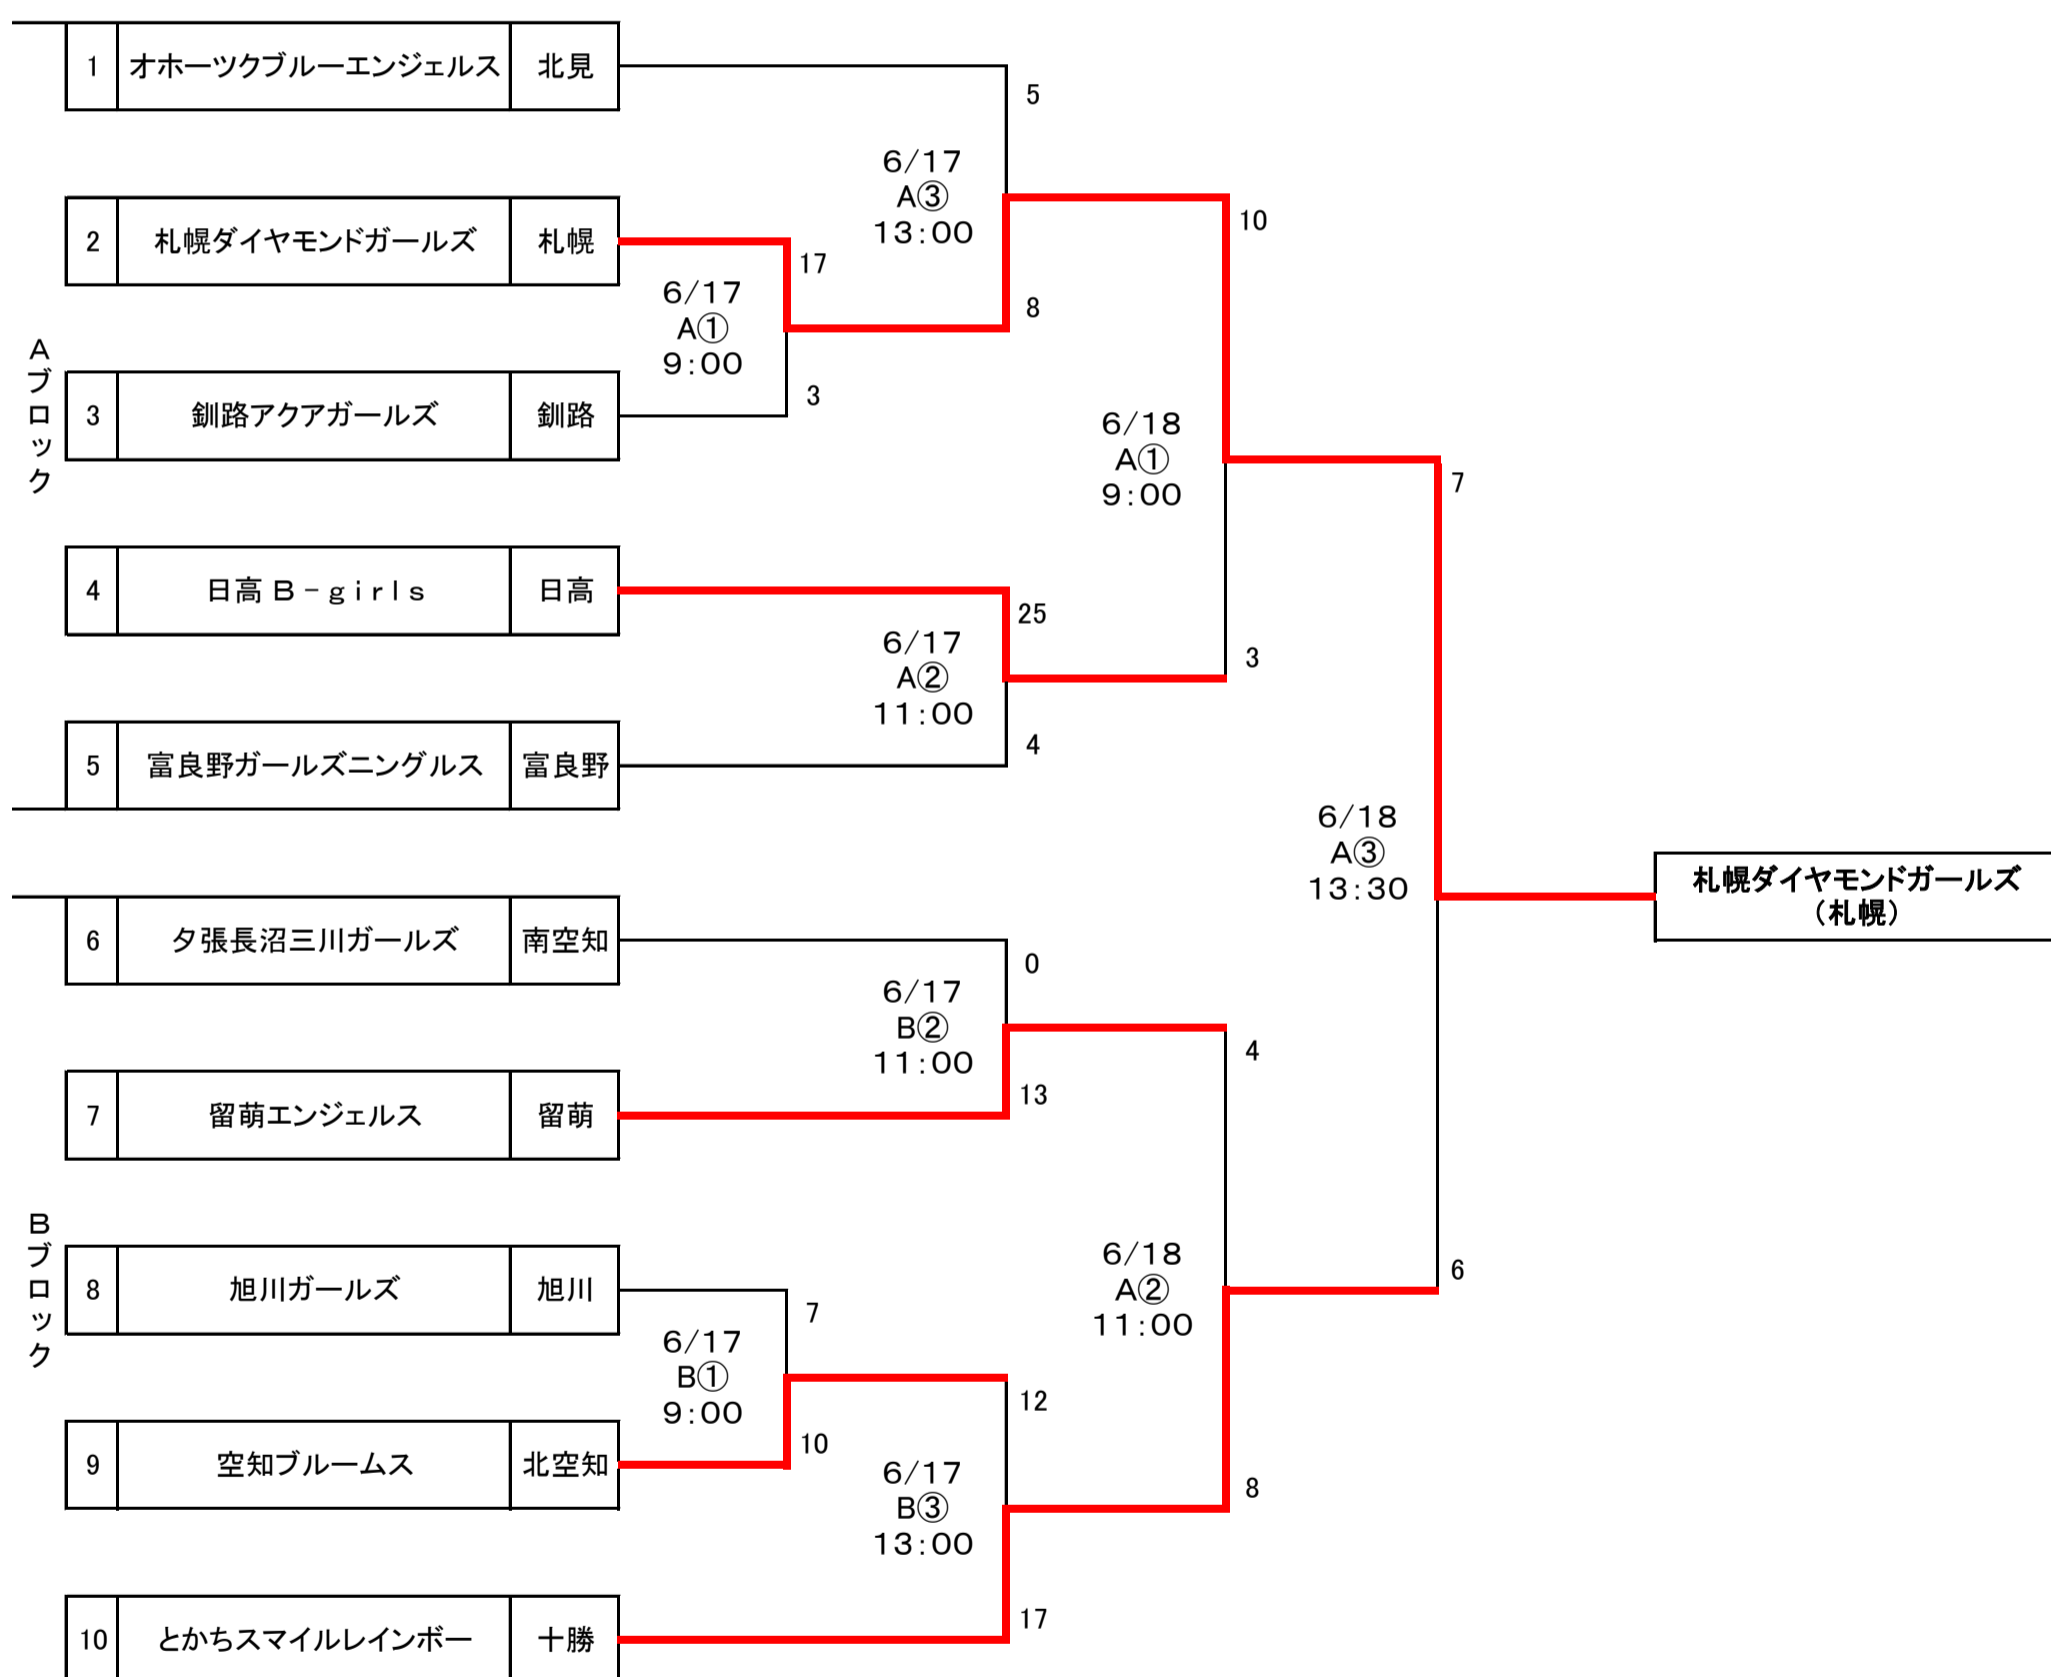 1 オホーツクブルーエンジェルス 北見
5
6/17
A③
13:00
10
2 札幌ダイヤモンドガールズ 札幌
17
6/17
A①
9:00
8
Aブロック
3 釧路アクアガールズ 釧路
3
6/18
A①
9:00
7
4 日高B-girls 日高
25
6/17
A②
11:00
3
5 富良野ガールズニングルス 富良野
4
6/18
A③
13:30
札幌ダイヤモンドガールズ
(札幌)
6 夕張長沼三川ガールズ 南空知
0
6/17
B②
11:00
4
7 留萌エンジェルス 留萌
13
Bブロック
8 旭川ガールズ 旭川
7
6/17
B①
9:00
6/18
A②
11:00
6
12
9 空知ブルームス 北空知
10
6/17
B③
13:00
8
10 とかちスマイルレインボー 十勝
17